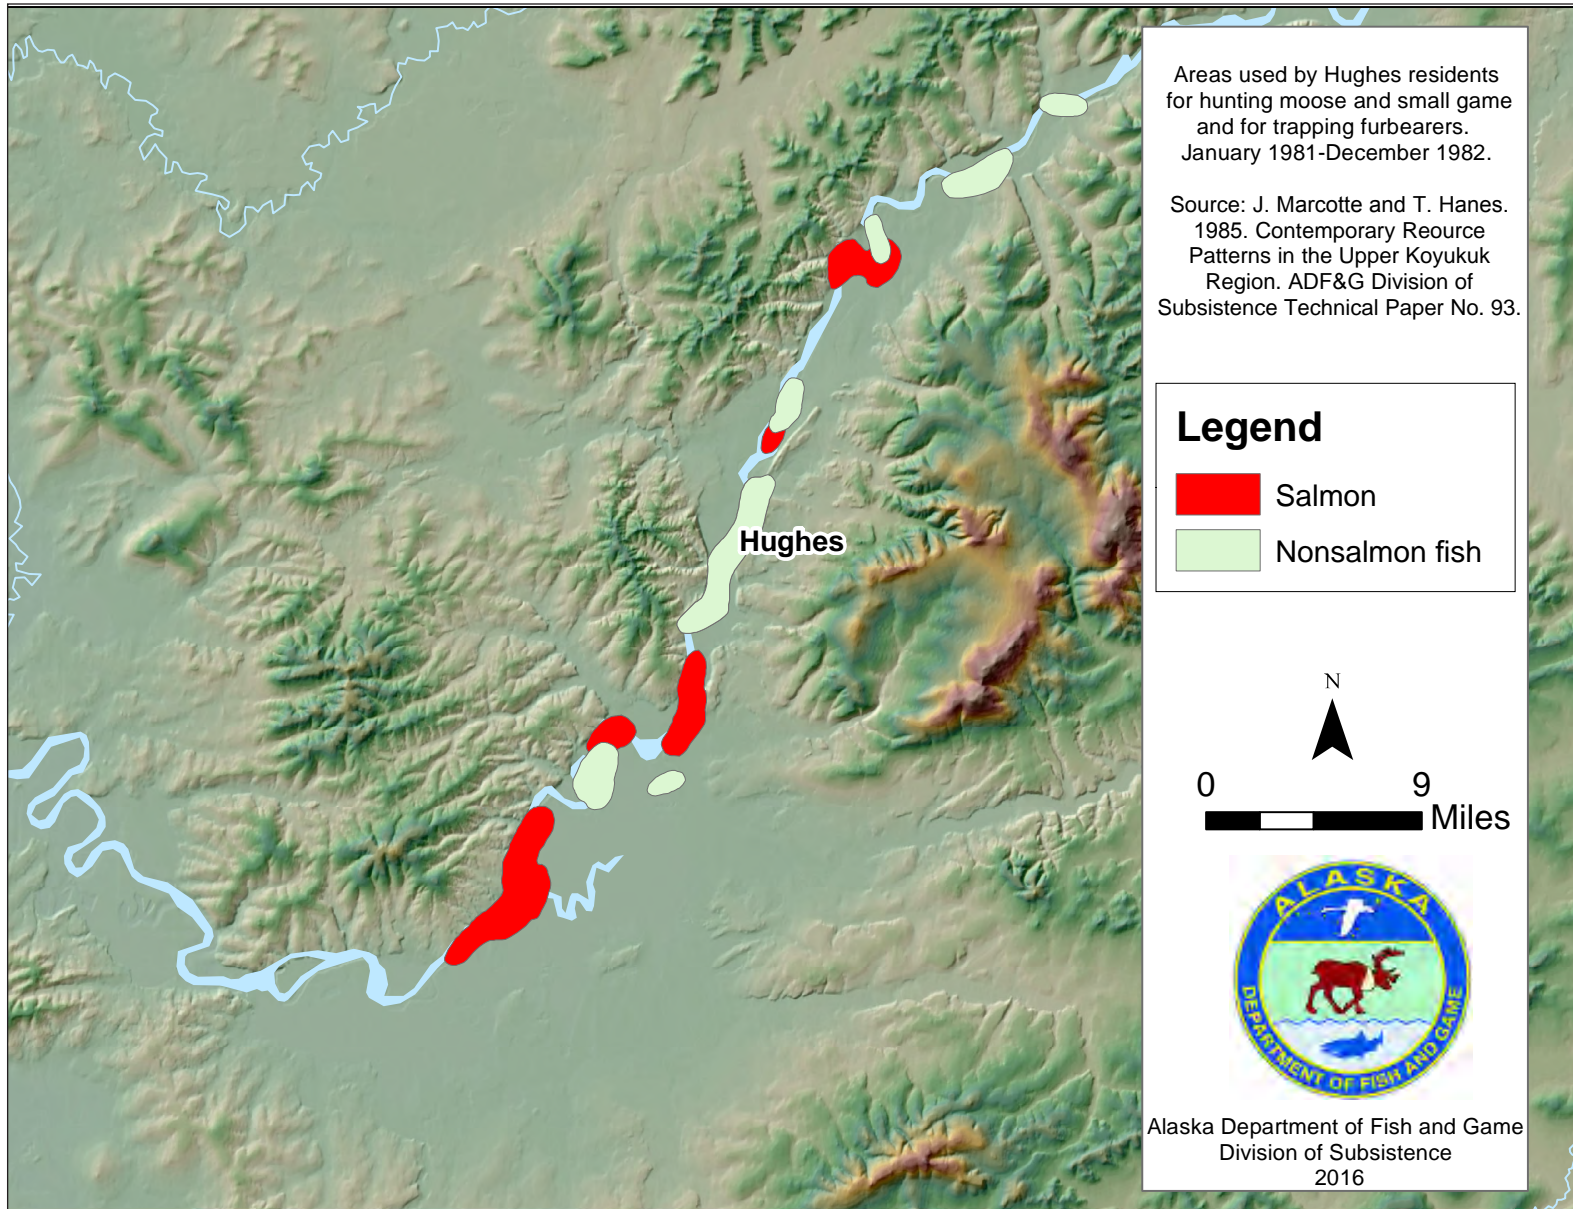 Areas used by Hughes residents
for hunting moose and small game
and for trapping furbearers.
January 1981-December 1982.
Source: J. Marcotte and T. Hanes.
1985. Contemporary Reource
Patterns in the Upper Koyukuk
Region. ADF&G Division of
Subsistence Technical Paper No. 93.
Legend
Salmon
Nonsalmon fish
Hughes
N
0 9
Miles
ALASKA
DEPARTMENT OF FISH AND GAME
Alaska Department of Fish and Game
Division of Subsistence
2016